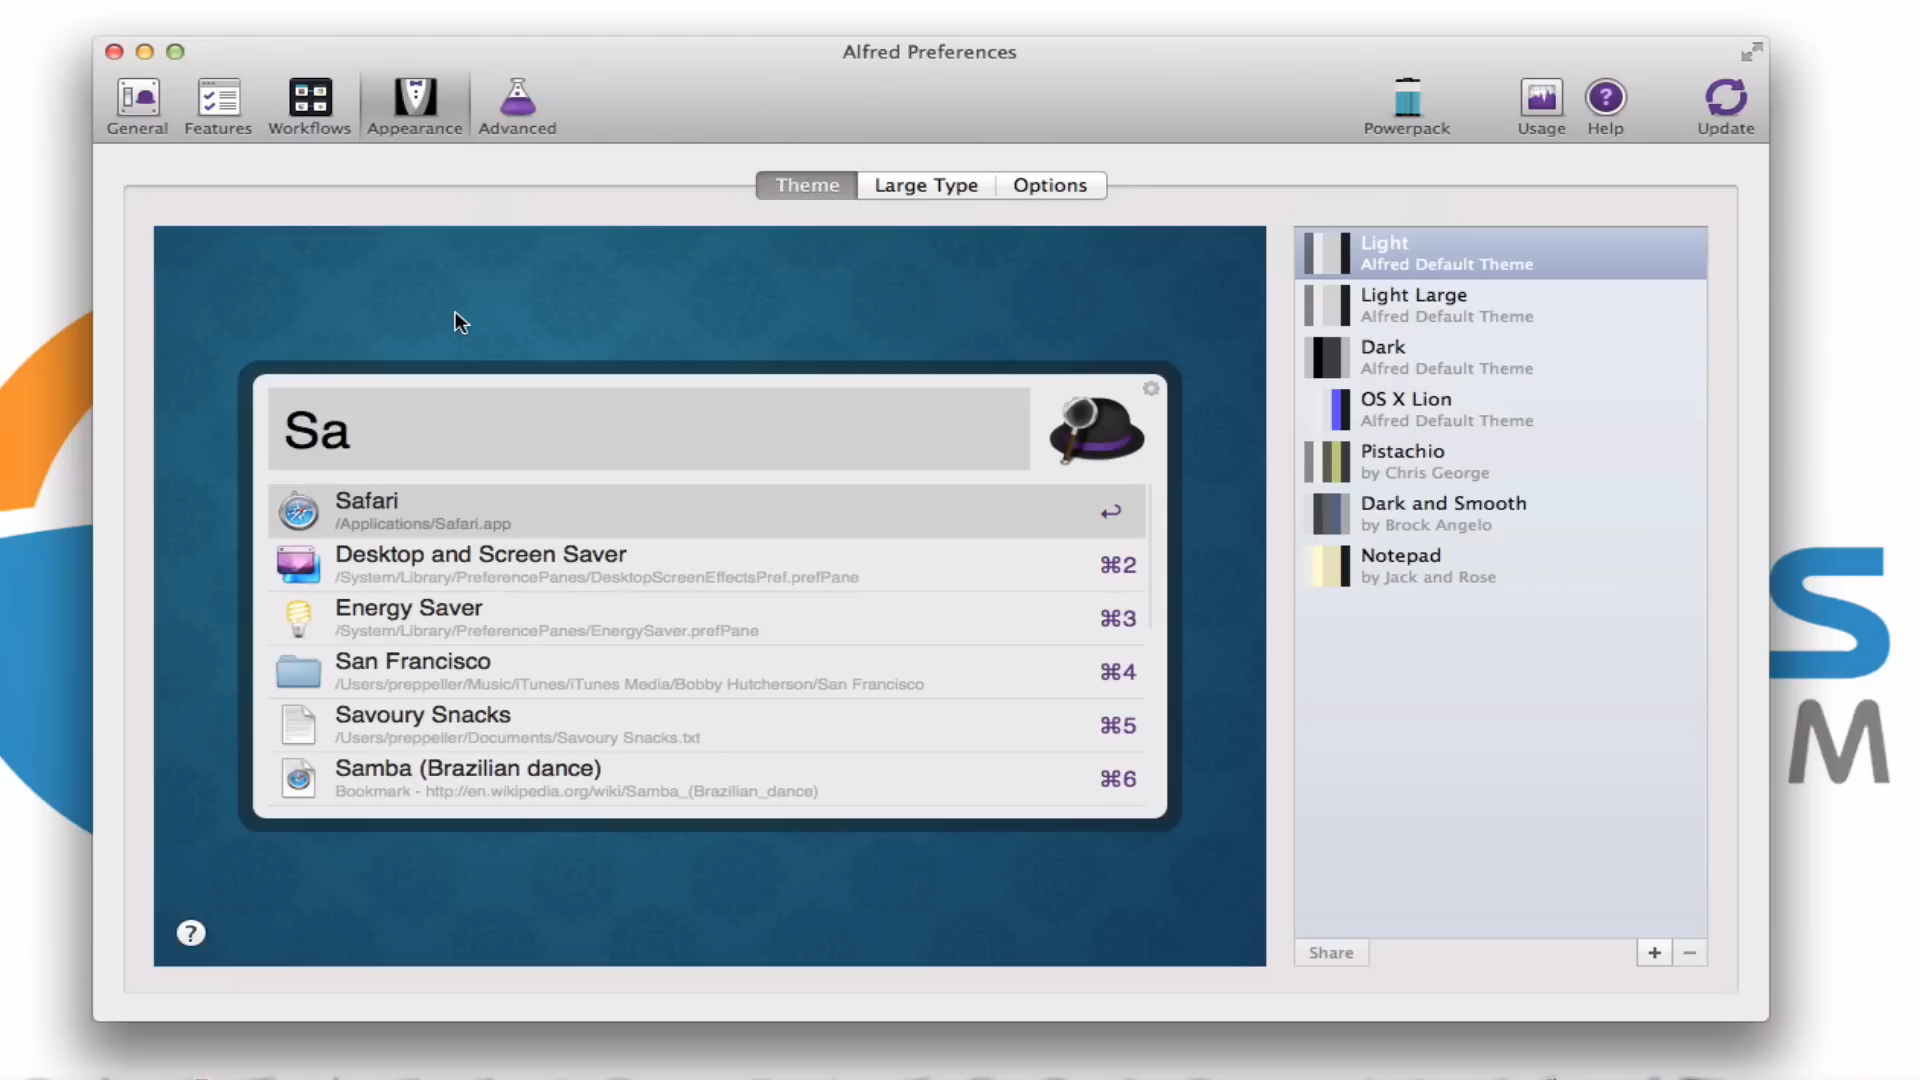 Alfred Preferences
General
Features
Workflows
Appearance
Advanced
Powerpack
Usage
Help
Update
Theme
Large Type
Options
Sa
Safari
/Applications/Safari.app
Desktop and Screen Saver
/System/Library/PreferencePanes/DesktopScreenEffectsPref.prefPane
⌘2
Energy Saver
/System/Library/PreferencePanes/EnergySaver.prefPane
⌘3
San Francisco
/Users/preppeller/Music/iTunes/iTunes Media/Bobby Hutcherson/San Francisco
⌘4
Savoury Snacks
/Users/preppeller/Documents/Savoury Snacks.txt
⌘5
Samba (Brazilian dance)
Bookmark - http://en.wikipedia.org/wiki/Samba_(Brazilian_dance)
⌘6
?
Light
Alfred Default Theme
Light Large
Alfred Default Theme
Dark
Alfred Default Theme
OS X Lion
Alfred Default Theme
Pistachio
by Chris George
Dark and Smooth
by Brock Angelo
Notepad
by Jack and Rose
Share
+
−
S
M